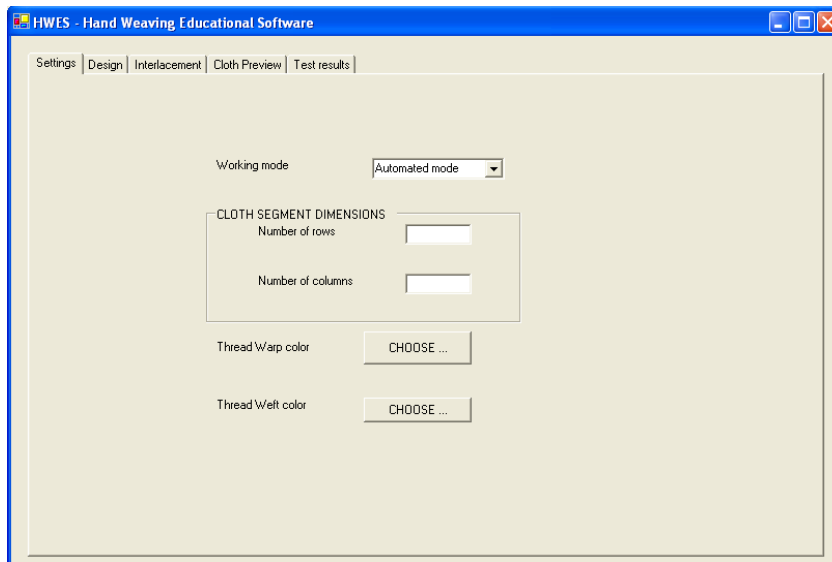 HWES - Hand Weaving Educational Software
Settings Design Interlacement Cloth Preview Test results
Working mode Automated mode
CLOTH SEGMENT DIMENSIONS
Number of rows
Number of columns
Thread Warp color CHOOSE ...
Thread Weft color CHOOSE ...